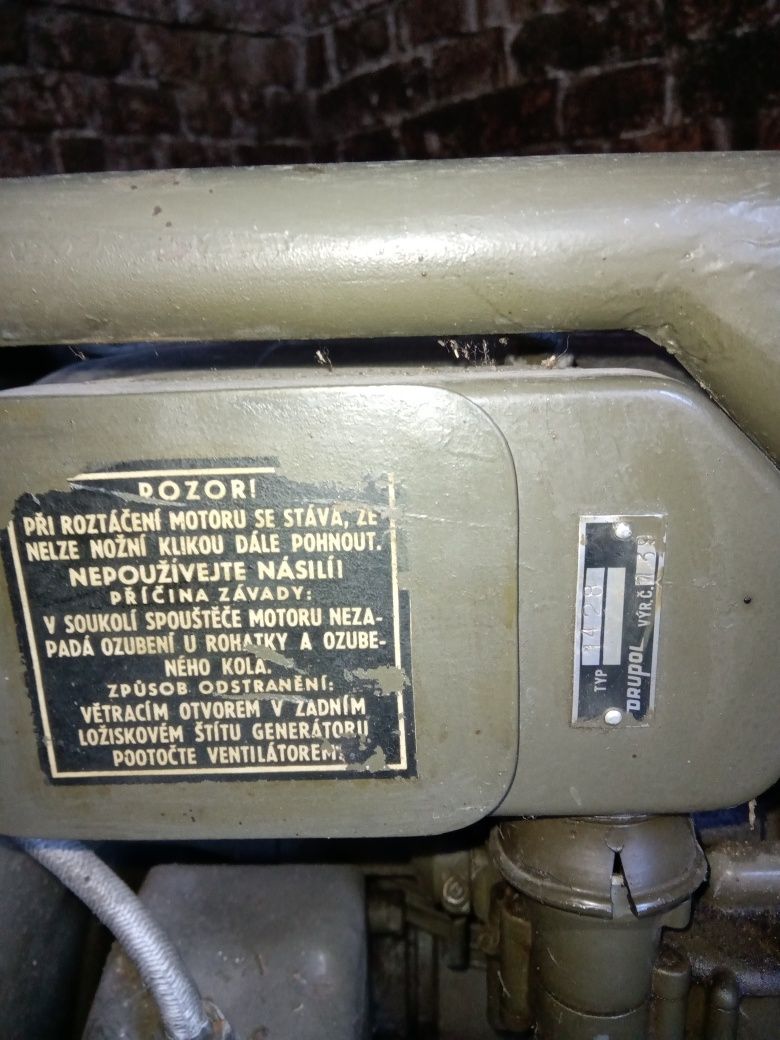 POZOR!
PŘI ROZTÁČENÍ MOTORU SE STÁVÁ, ŽE
NELZE NOŽNÍ KLIKOU DÁLE POHNOUT.
NEPOUŽÍVEJTE NÁSILÍ!
PŘÍČINA ZÁVADY:
V SOUKOLÍ SPOUŠTĚČE MOTORU NEZA-
PADÁ OZUBENÍ U ROHATKY A OZUBE-
NÉHO KOLA.
ZPŮSOB ODSTRANĚNÍ:
VĚTRACÍM OTVOREM V ZADNÍM
LOŽISKOVÉM ŠTÍTU GENERÁTORU
POOTOČTE VENTILÁTOREM.
TYP 1428
DRUPOL VÝR.Č.